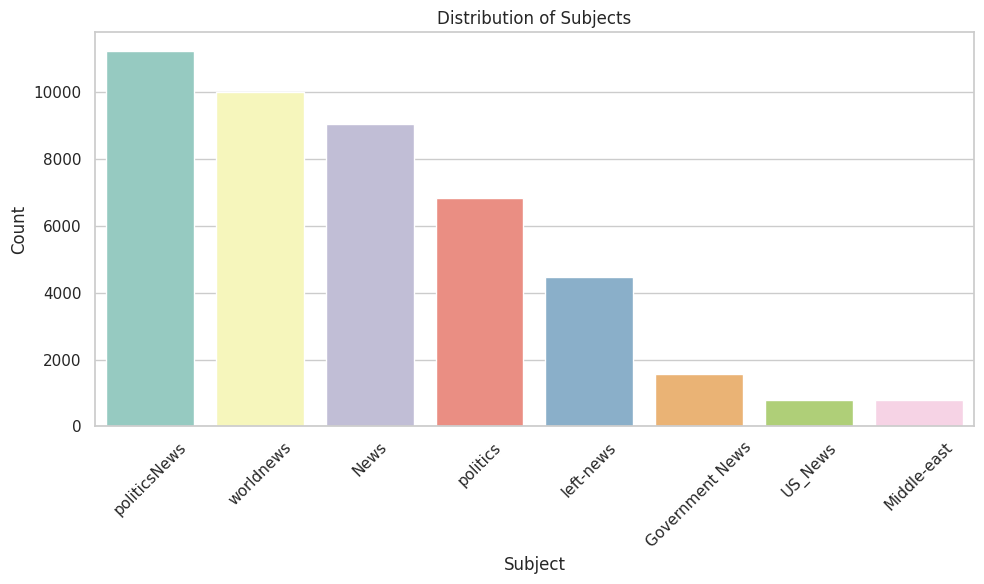 Distribution of Subjects
Count
10000
8000
6000
4000
2000
0
politicsNews
worldnews
News
politics
left-news
Government News
US_News
Middle-east
Subject